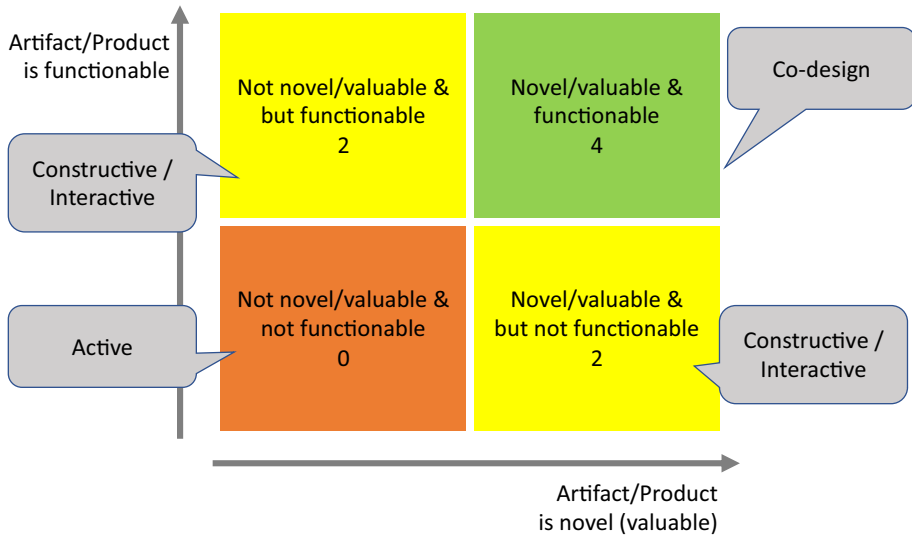 Artifact/Product
is functionable
Not novel/valuable &
but functionable
2
Novel/valuable &
functionable
4
Co-design
Constructive /
Interactive
Not novel/valuable &
not functionable
0
Novel/valuable &
but not functionable
2
Active
Constructive /
Interactive
Artifact/Product
is novel (valuable)